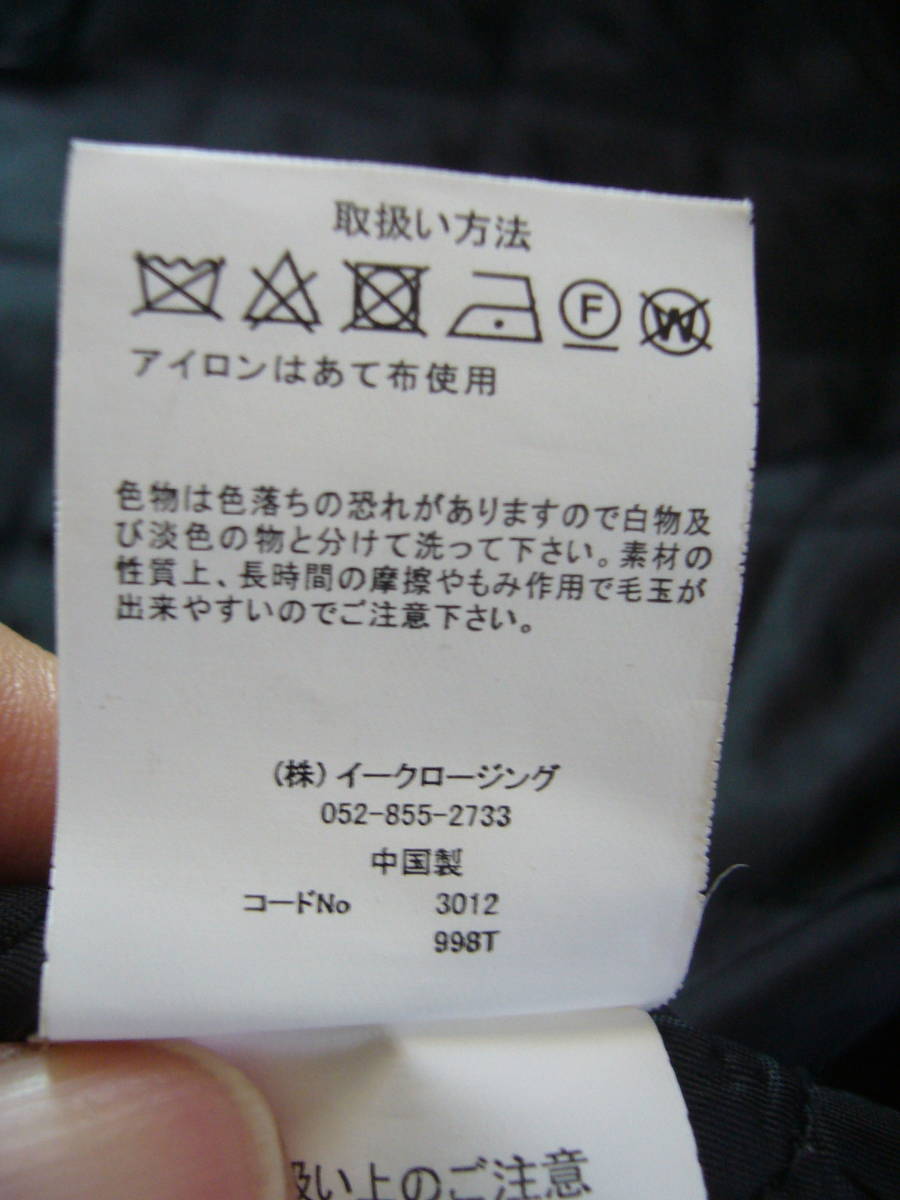 取扱い方法
F
W
アイロンはあて布使用
色物は色落ちの恐れがありますので白物及
び淡色の物と分けて洗って下さい。素材の
性質上、長時間の摩擦やもみ作用で毛玉が
出来やすいのでご注意下さい。
(株)イークロージング
052-855-2733
中国製
コードNo 3012
998T
扱い上のご注意